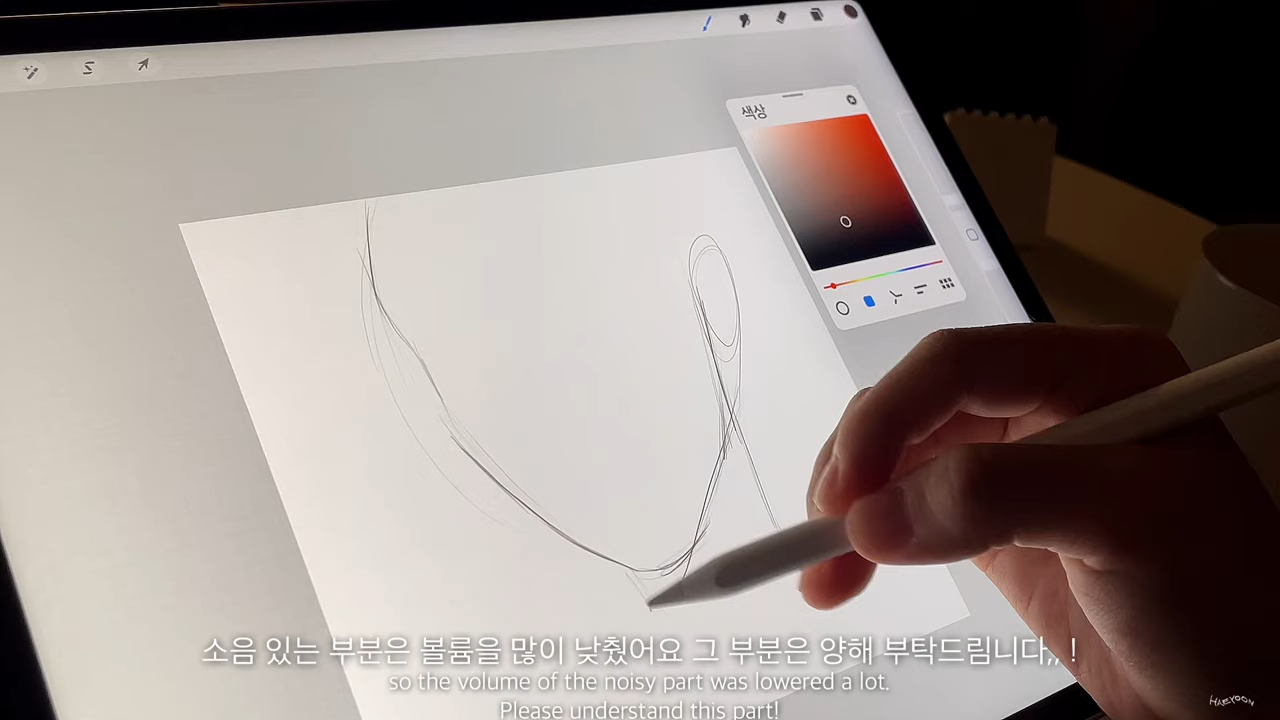 색상
소음 있는 부분은 볼륨을 많이 낮췄어요 그 부분은 양해 부탁드립니다,, !
so the volume of the noisy part was lowered a lot.
Please understand this part!
HAEYOON